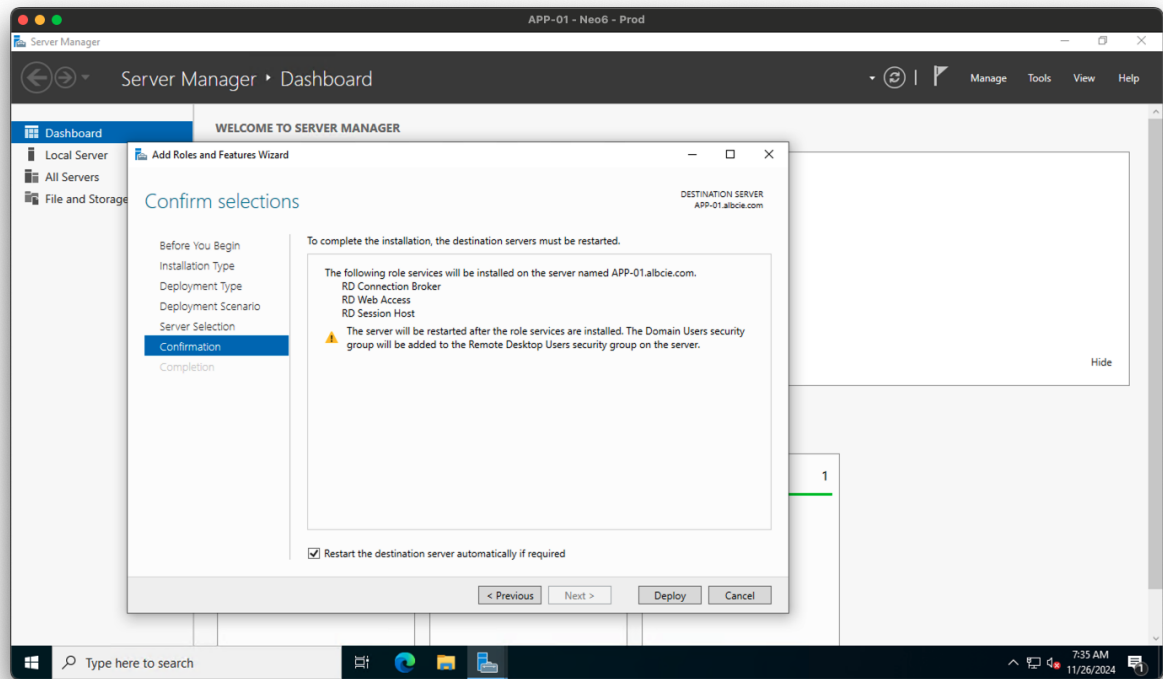 APP-01 - Neo6 - Prod
Server Manager
Server Manager • Dashboard
Manage Tools View Help
Dashboard
Local Server
All Servers
File and Storage
WELCOME TO SERVER MANAGER
Add Roles and Features Wizard
Confirm selections
DESTINATION SERVER
APP-01.albcie.com
Before You Begin
Installation Type
Deployment Type
Deployment Scenario
Server Selection
Confirmation
Completion
To complete the installation, the destination servers must be restarted.
The following role services will be installed on the server named APP-01.albcie.com.
RD Connection Broker
RD Web Access
RD Session Host
The server will be restarted after the role services are installed. The Domain Users security
group will be added to the Remote Desktop Users security group on the server.
Restart the destination server automatically if required
< Previous Next > Deploy Cancel
Hide
1
Type here to search
7:35 AM
11/26/2024
1